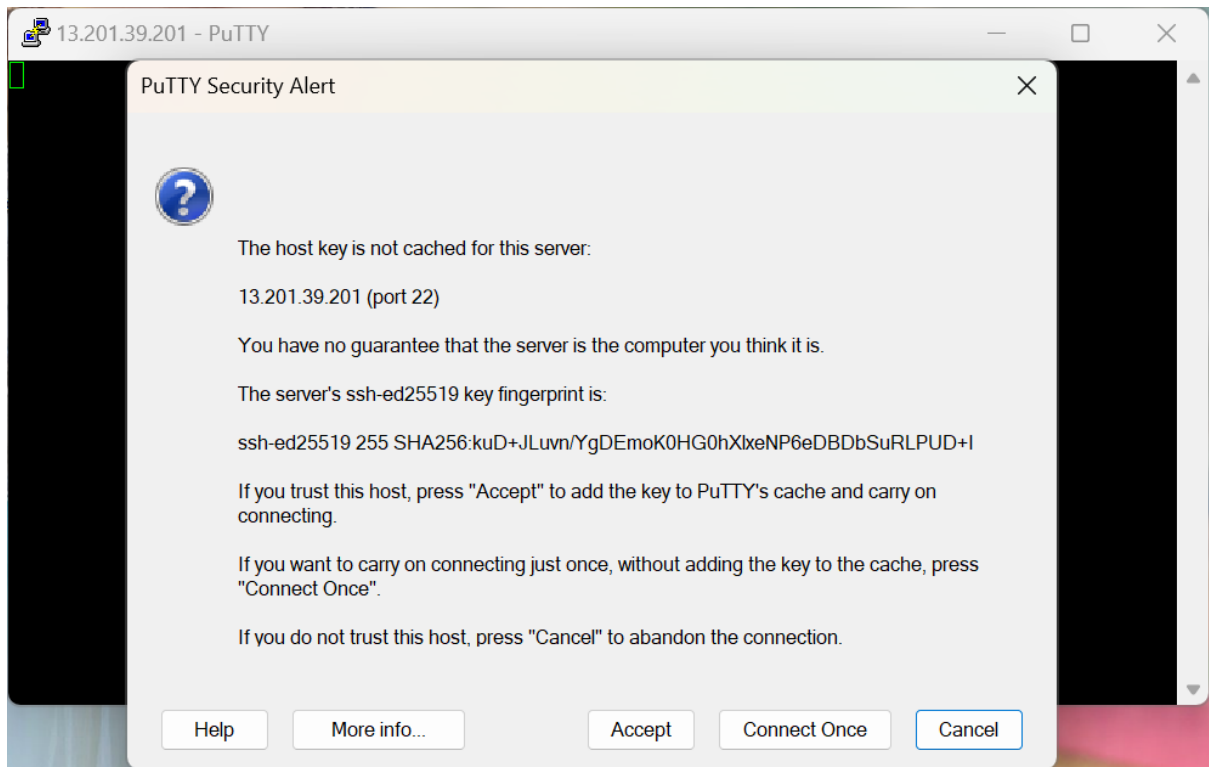 13.201.39.201 - PuTTY
PuTTY Security Alert
The host key is not cached for this server:
13.201.39.201 (port 22)
You have no guarantee that the server is the computer you think it is.
The server's ssh-ed25519 key fingerprint is:
ssh-ed25519 255 SHA256:kuD+JLuvn/YgDEmoK0HG0hXlxeNP6eDBDbSuRLPUD+I
If you trust this host, press "Accept" to add the key to PuTTY's cache and carry on
connecting.
If you want to carry on connecting just once, without adding the key to the cache, press
"Connect Once".
If you do not trust this host, press "Cancel" to abandon the connection.
Help
More info...
Accept
Connect Once
Cancel